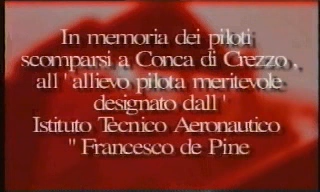 In memoria dei piloti
scomparsi a Conca di Crezzo ,
all ' allievo pilota meritevole
designato dall '
Istituto Tecnico Aeronautico
" Francesco de Pine